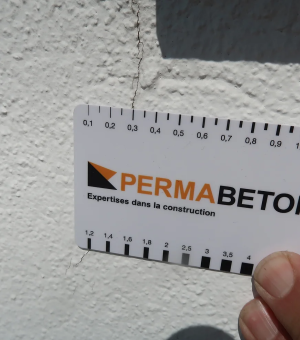 0,1 0,2 0,3 0,4 0,5 0,6 0,7 0,8 0,9
PERMABETO
Expertises dans la construction
1,2 1,4 1,6 1,8 2 2,5 3 3,5 4